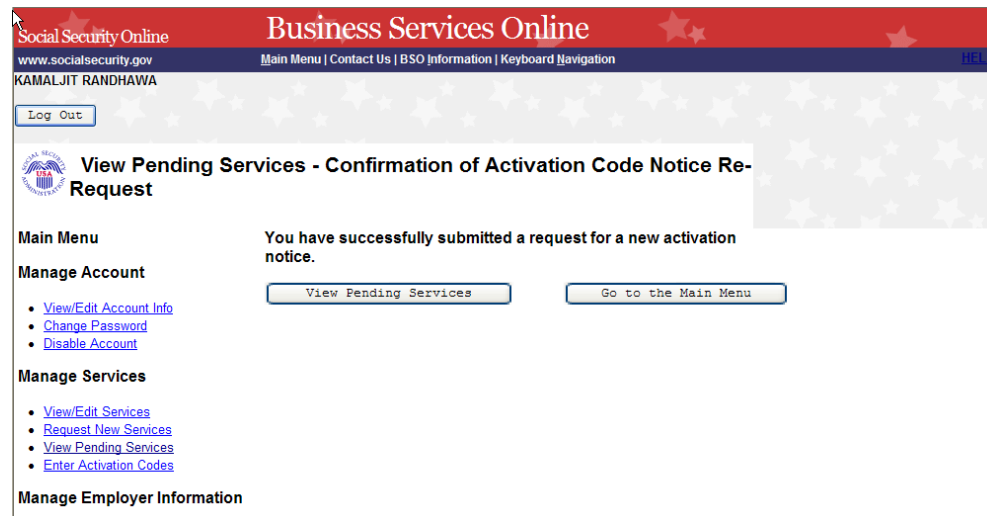 Social Security Online
Business Services Online
www.socialsecurity.gov
Main Menu | Contact Us | BSO Information | Keyboard Navigation
HEL
KAMALJIT RANDHAWA
Log Out
SOCIAL SECURITY ADMINISTRATION
USA
View Pending Services - Confirmation of Activation Code Notice Re-
Request
Main Menu
You have successfully submitted a request for a new activation
notice.
View Pending Services
Go to the Main Menu
Manage Account
View/Edit Account Info
Change Password
Disable Account
Manage Services
View/Edit Services
Request New Services
View Pending Services
Enter Activation Codes
Manage Employer Information